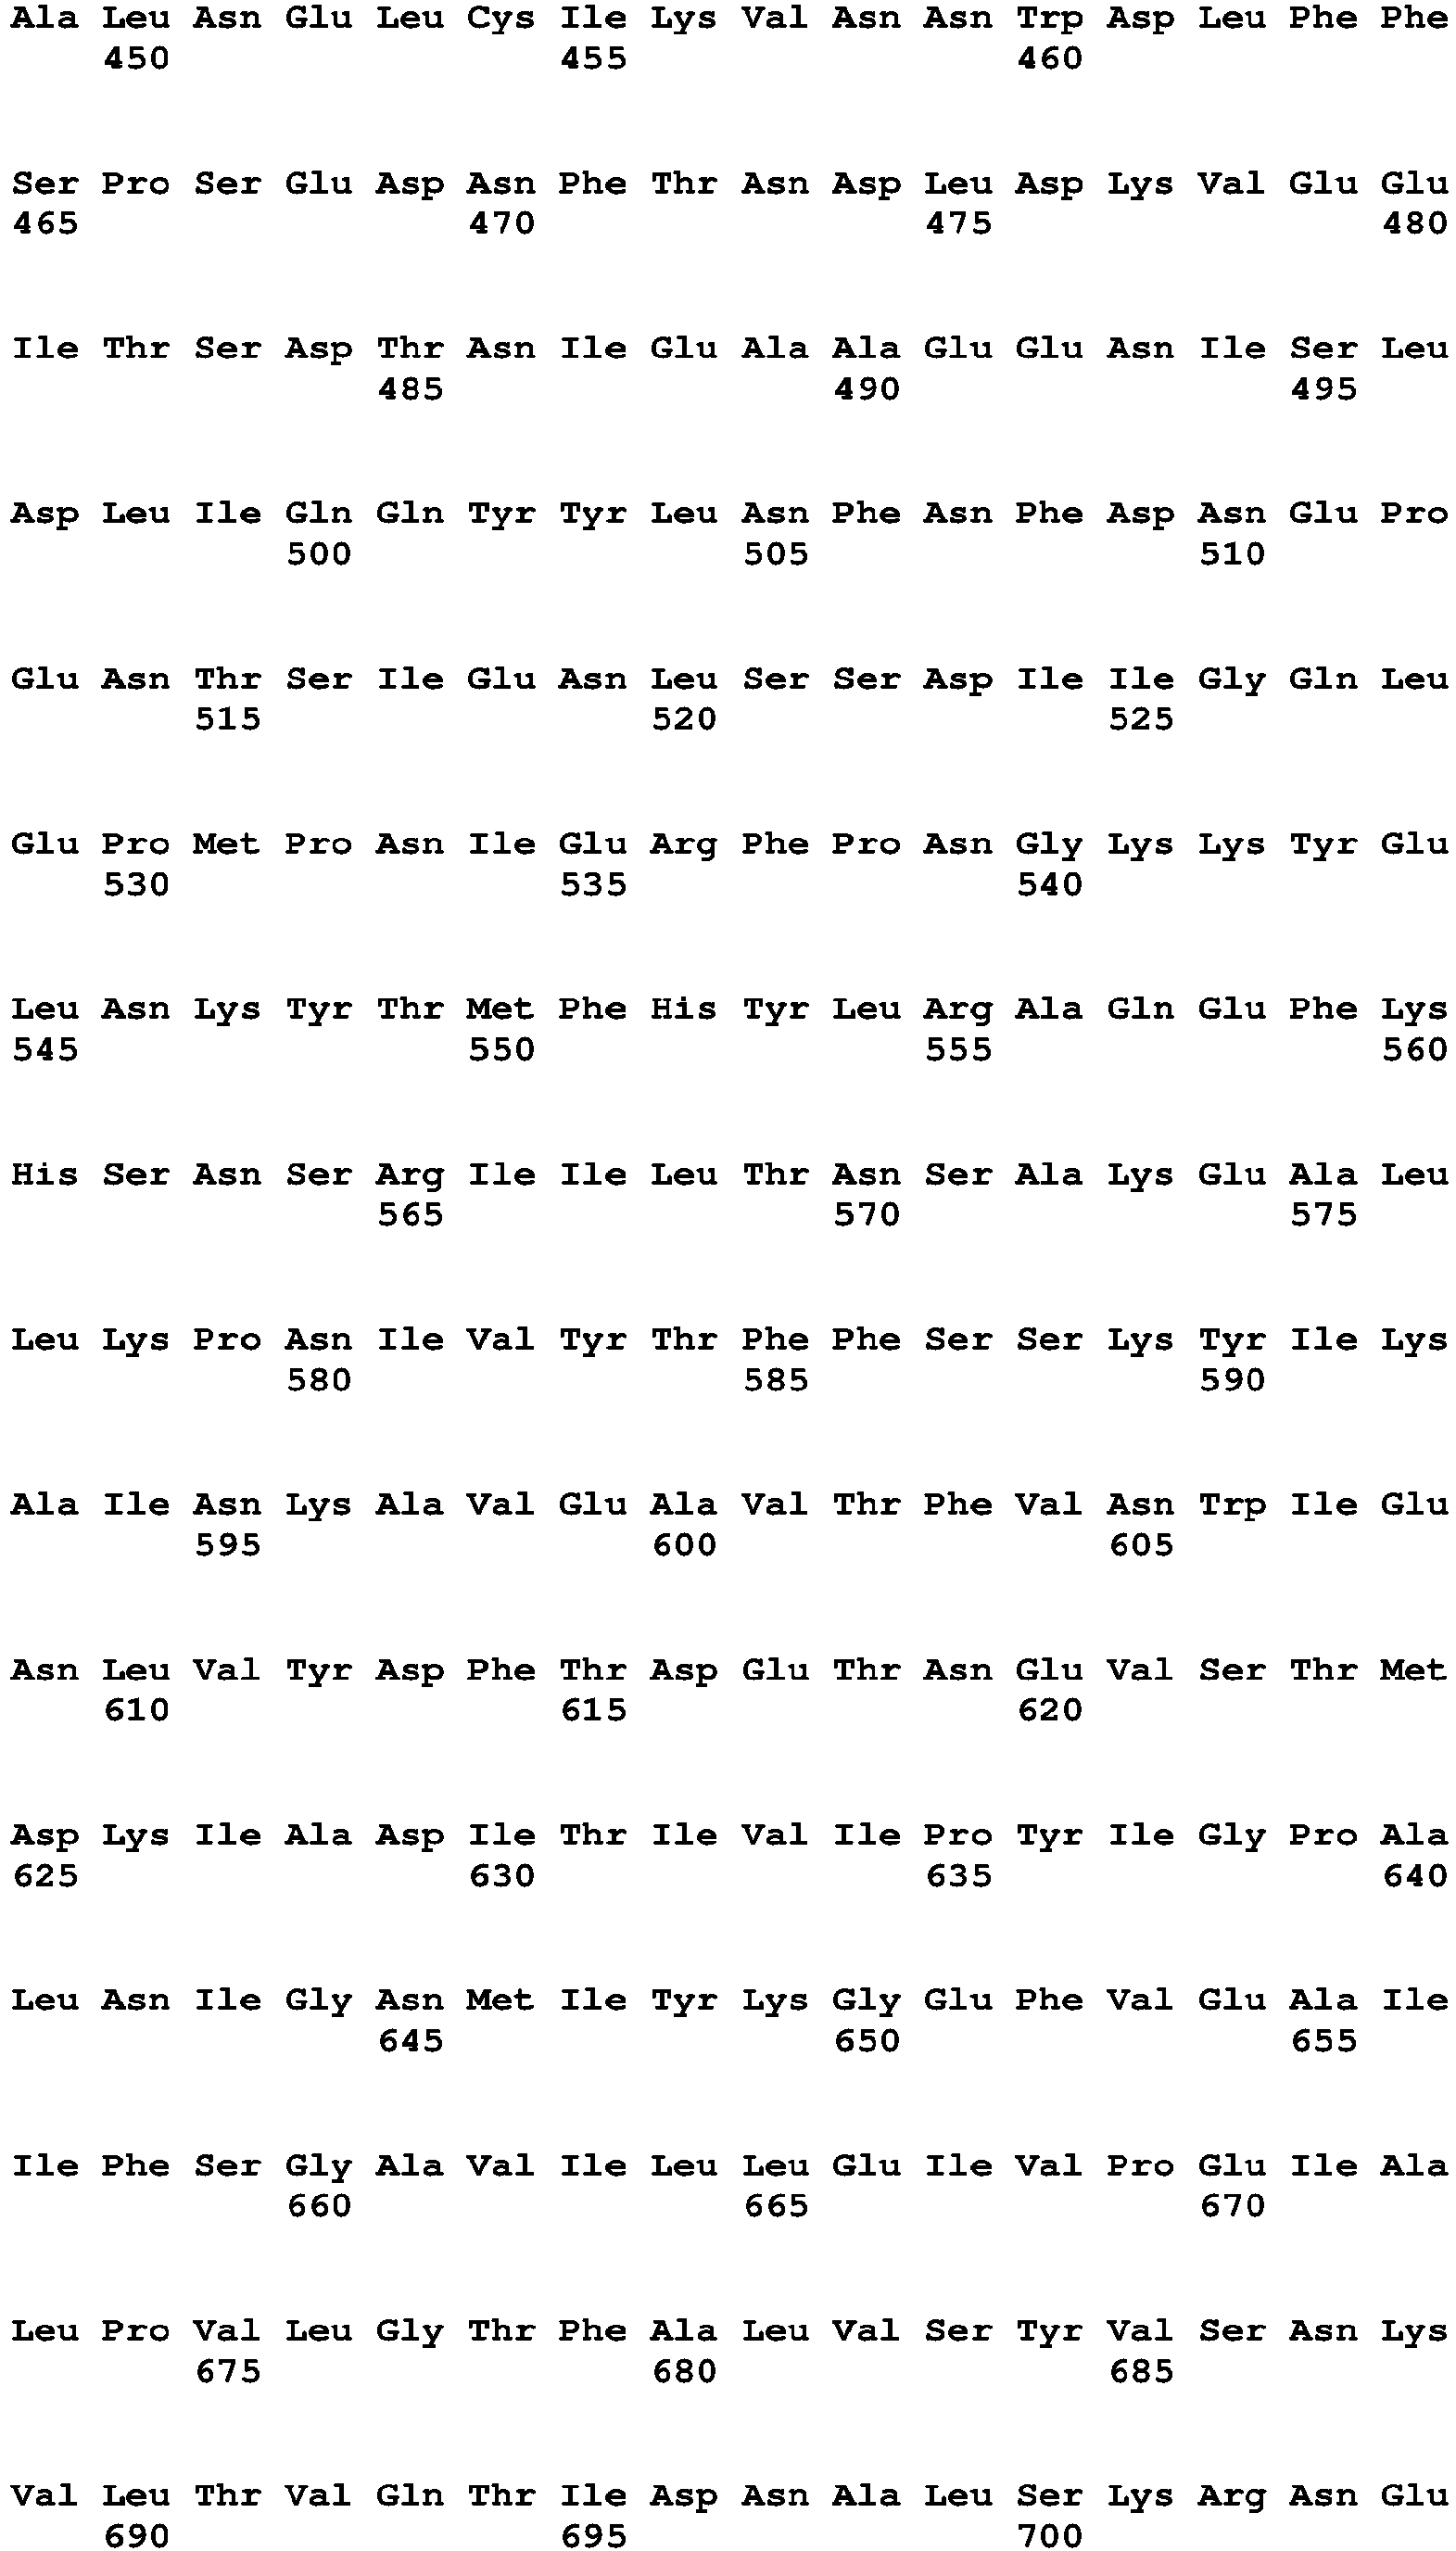 Ala Leu Asn Glu Leu Cys Ile Lys Val Asn Asn Trp Asp Leu Phe Phe
450 455 460
Ser Pro Ser Glu Asp Asn Phe Thr Asn Asp Leu Asp Lys Val Glu Glu
465 470 475 480
Ile Thr Ser Asp Thr Asn Ile Glu Ala Ala Glu Glu Asn Ile Ser Leu
485 490 495
Asp Leu Ile Gln Gln Tyr Tyr Leu Asn Phe Asn Phe Asp Asn Glu Pro
500 505 510
Glu Asn Thr Ser Ile Glu Asn Leu Ser Ser Asp Ile Ile Gly Gln Leu
515 520 525
Glu Pro Met Pro Asn Ile Glu Arg Phe Pro Asn Gly Lys Lys Tyr Glu
530 535 540
Leu Asn Lys Tyr Thr Met Phe His Tyr Leu Arg Ala Gln Glu Phe Lys
545 550 555 560
His Ser Asn Ser Arg Ile Ile Leu Thr Asn Ser Ala Lys Glu Ala Leu
565 570 575
Leu Lys Pro Asn Ile Val Tyr Thr Phe Phe Ser Ser Lys Tyr Ile Lys
580 585 590
Ala Ile Asn Lys Ala Val Glu Ala Val Thr Phe Val Asn Trp Ile Glu
595 600 605
Asn Leu Val Tyr Asp Phe Thr Asp Glu Thr Asn Glu Val Ser Thr Met
610 615 620
Asp Lys Ile Ala Asp Ile Thr Ile Val Ile Pro Tyr Ile Gly Pro Ala
625 630 635 640
Leu Asn Ile Gly Asn Met Ile Tyr Lys Gly Glu Phe Val Glu Ala Ile
645 650 655
Ile Phe Ser Gly Ala Val Ile Leu Leu Glu Ile Val Pro Glu Ile Ala
660 665 670
Leu Pro Val Leu Gly Thr Phe Ala Leu Val Ser Tyr Val Ser Asn Lys
675 680 685
Val Leu Thr Val Gln Thr Ile Asp Asn Ala Leu Ser Lys Arg Asn Glu
690 695 700